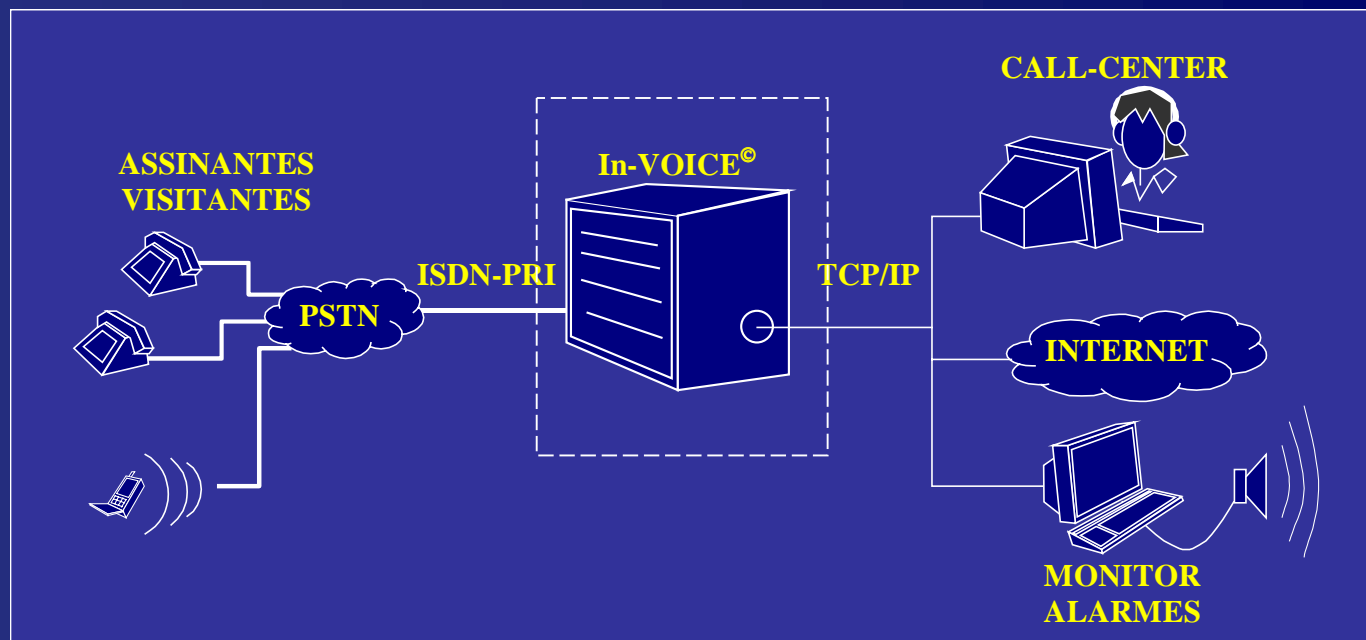 CALL-CENTER
ASSINANTES
VISITANTES
In-VOICE©
ISDN-PRI
TCP/IP
PSTN
INTERNET
MONITOR
ALARMES